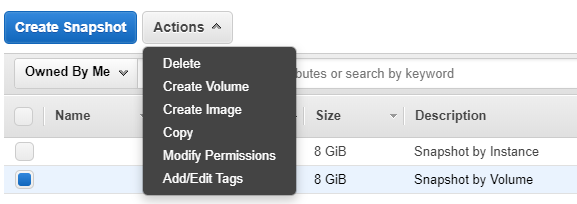 Create Snapshot Actions
Delete
Owned By Me butes or search by keyword
Create Volume
Create Image
Name Size Description
Copy
8 GiB Snapshot by Instance
Modify Permissions
Add/Edit Tags
8 GiB Snapshot by Volume